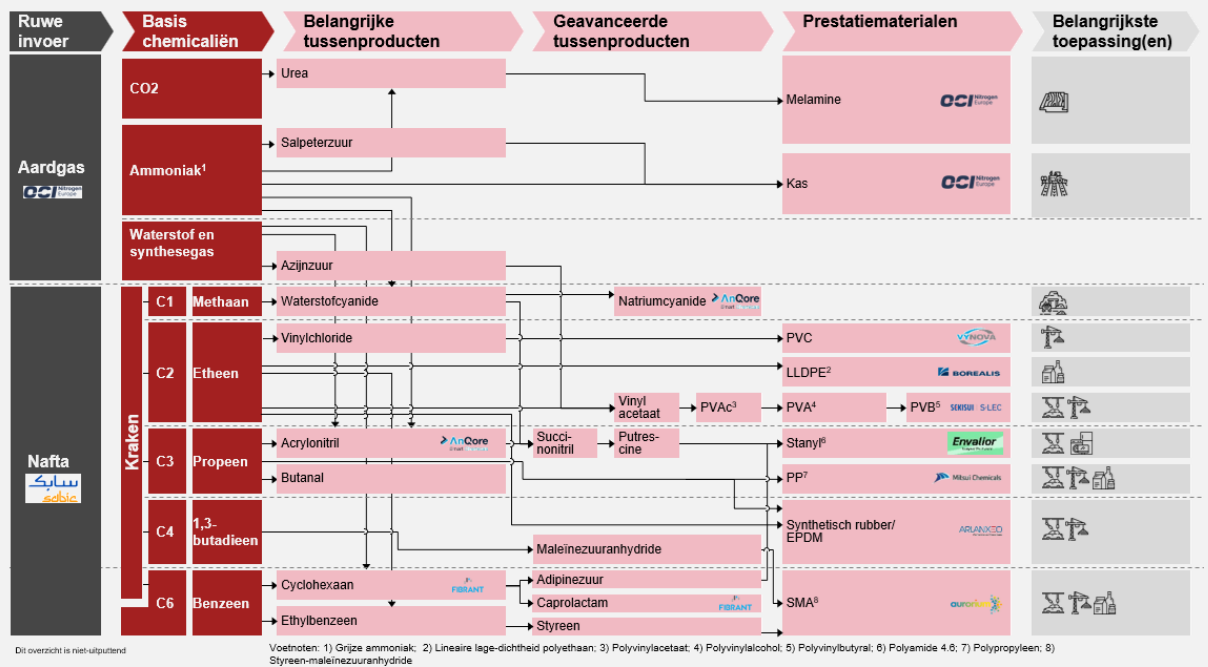 Ruwe
invoer
Basis
chemicaliën
Belangrijke
tussenproducten
Geavanceerde
tussenproducten
Prestatiematerialen
Belangrijkste
toepassing(en)
Aardgas
OCI Nitrogen
Europe
CO2
Urea
Melamine
OCI Nitrogen
Europe
Ammoniak¹
Salpeterzuur
Kas
OCI Nitrogen
Europe
Waterstof en
synthesegas
Azijnzuur
Nafta
سابك
sabic
Kraken
C1
Methaan
Waterstofcyanide
Natriumcyanide
AnQore
C2
Etheen
Vinylchloride
PVC
VYNOVA
LLDPE²
BOREALIS
Vinyl
acetaat
PVAc³
PVA⁴
PVB⁵
SEKISUI S-LEC
C3
Propeen
Acrylonitril
AnQore
Succi-
nonitril
Putres-
cine
Stanyl⁶
Envalior
Butanal
PP⁷
Mitsui Chemicals
C4
1,3-
butadieen
Synthetisch rubber/
EPDM
ARLANXEO
Maleïnezuuranhydride
C6
Benzeen
Cyclohexaan
FIBRANT
Adipinezuur
Caprolactam
FIBRANT
SMA⁸
Ethylbenzeen
Styreen
Dit overzicht is niet-uitputtend
Voetnoten: 1) Grijze ammoniak; 2) Lineaire lage-dichtheid polyethaan; 3) Polyvinylacetaat; 4) Polyvinylalcohol; 5) Polyvinylbutyral; 6) Polyamide 4.6; 7) Polypropyleen; 8)
Styreen-maleïnezuuranhydride